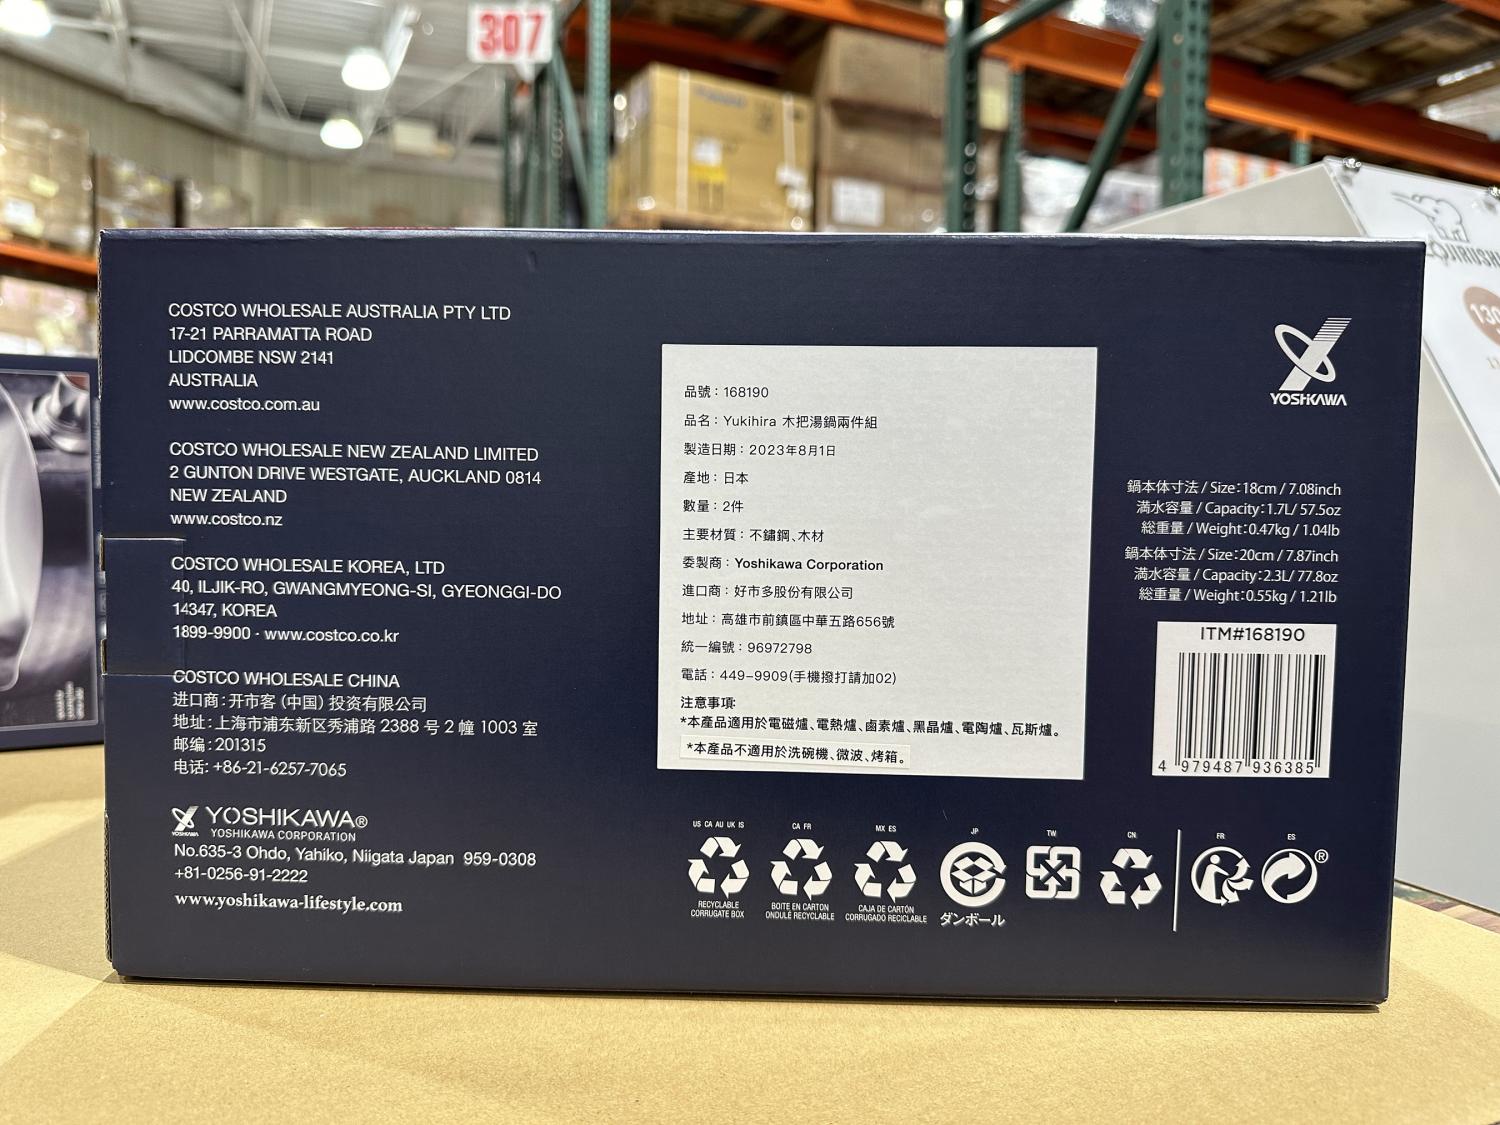 307
COSTCO WHOLESALE AUSTRALIA PTY LTD
17-21 PARRAMATTA ROAD
LIDCOMBE NSW 2141
AUSTRALIA
www.costco.com.au
COSTCO WHOLESALE NEW ZEALAND LIMITED
2 GUNTON DRIVE WESTGATE, AUCKLAND 0814
NEW ZEALAND
www.costco.nz
COSTCO WHOLESALE KOREA, LTD
40, ILJIK-RO, GWANGMYEONG-SI, GYEONGGI-DO
14347, KOREA
1899-9900 · www.costco.co.kr
COSTCO WHOLESALE CHINA
进口商:开市客(中国)投资有限公司
地址:上海市浦东新区秀浦路 2388 号 2 幢 1003 室
邮编:201315
电话: +86-21-6257-7065
YOSHIKAWA
YOSHIKAWA®
YOSHIKAWA CORPORATION
No.635-3 Ohdo, Yahiko, Niigata Japan 959-0308
+81-0256-91-2222
www.yoshikawa-lifestyle.com
品號：168190
品名：Yukihira 木把湯鍋兩件組
製造日期：2023年8月1日
產地：日本
數量：2件
主要材質：不鏽鋼、木材
委製商：Yoshikawa Corporation
進口商：好市多股份有限公司
地址：高雄市前鎮區中華五路656號
統一編號：96972798
電話：449-9909(手機撥打請加02)
注意事項:
*本產品適用於電磁爐、電熱爐、鹵素爐、黑晶爐、電陶爐、瓦斯爐。
*本產品不適用於洗碗機、微波、烤箱。
YOSHIKAWA
鍋本体寸法 / Size:18cm / 7.08inch
満水容量 / Capacity:1.7L/ 57.5oz
総重量 / Weight:0.47kg / 1.04lb
鍋本体寸法 / Size:20cm / 7.87inch
満水容量 / Capacity:2.3L/ 77.8oz
総重量 / Weight:0.55kg / 1.21lb
ITM#168190
4 979487 936385
US CA AU UK IS
RECYCLABLE
CORRUGATE BOX
CA FR
BOITE EN CARTON
ONDULÉ RECYCLABLE
MX ES
CAJA DE CARTÓN
CORRUGADO RECICLABLE
JP
ダンボール
TW
CN
FR
ES
®